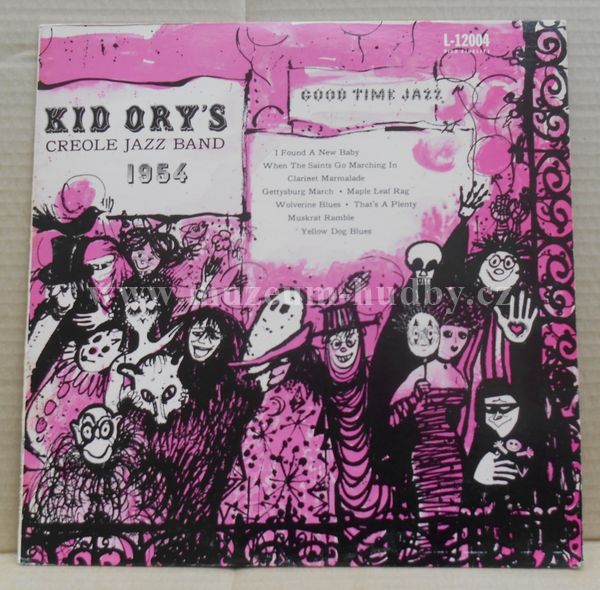 L-12004
GOOD TIME JAZZ
KID ORY'S
CREOLE JAZZ BAND
1954
I Found A New Baby
When The Saints Go Marching In
Clarinet Marmalade
Gettysburg March • Maple Leaf Rag
Wolverine Blues • That's A Plenty
Muskrat Ramble
Yellow Dog Blues
www.muzeum-hudby.cz